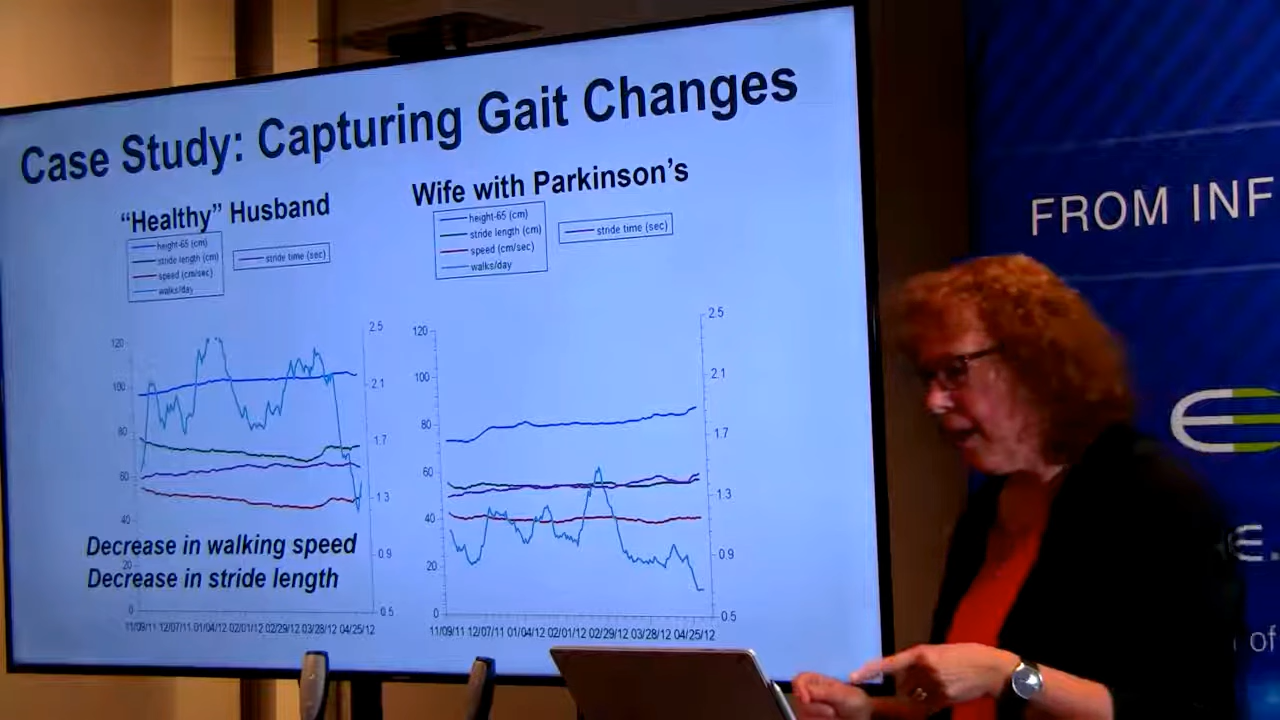 Case Study: Capturing Gait Changes
“Healthy” Husband
height-65 (cm)
stride length (cm)
speed (cm/sec)
walks/day
stride time (sec)
120
100
80
60
40
20
0
2.5
2.1
1.7
1.3
0.9
0.5
11/09/11 12/07/11 01/04/12 02/01/12 02/29/12 03/28/12 04/25/12
Decrease in walking speed
Decrease in stride length
Wife with Parkinson’s
height-65 (cm)
stride length (cm)
speed (cm/sec)
walks/day
stride time (sec)
120
100
80
60
40
20
0
2.5
2.1
1.7
1.3
0.9
0.5
11/09/11 12/07/11 01/04/12 02/01/12 02/29/12 03/28/12 04/25/12
FROM INF
E.
of